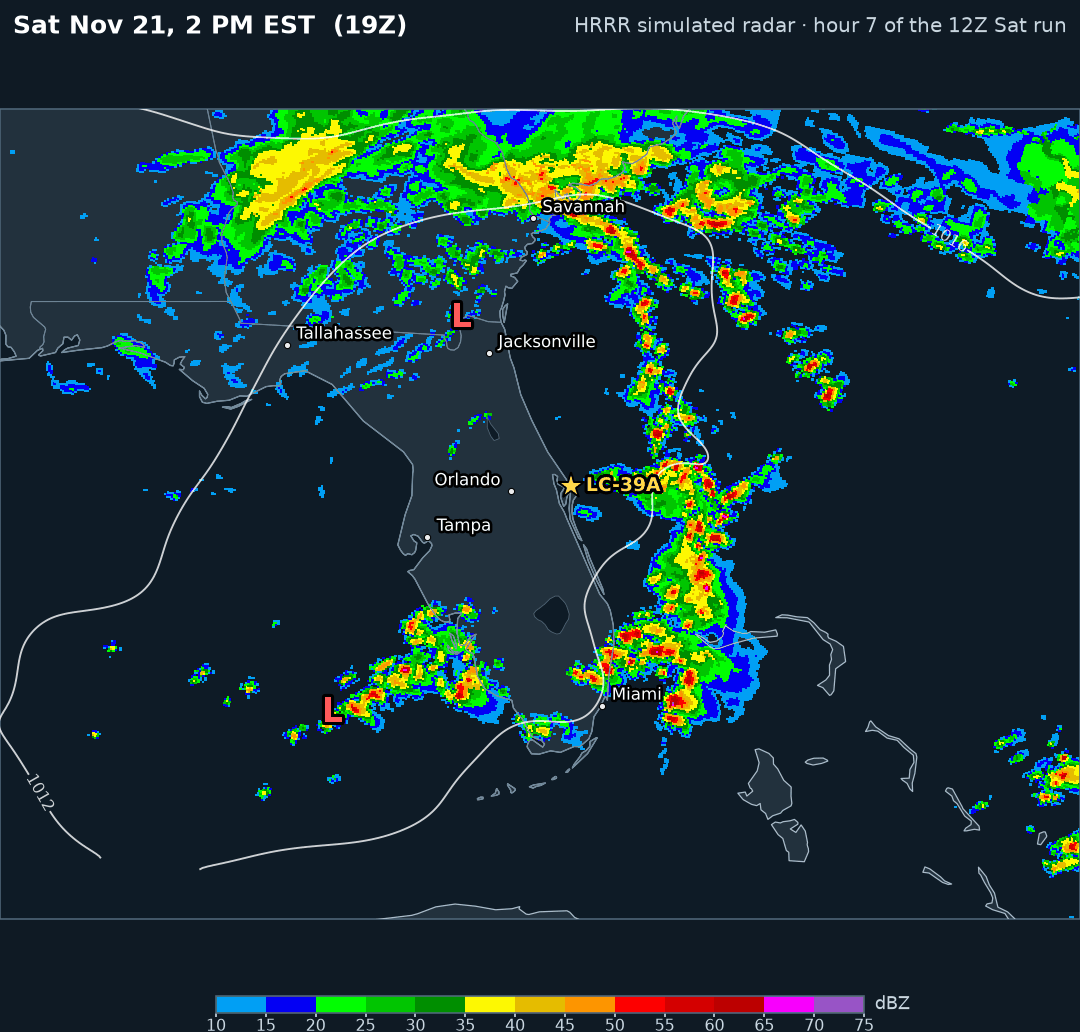 Sat Nov 21, 2 PM EST (19Z)
HRRR simulated radar · hour 7 of the 12Z Sat run
Savannah
1016
L
Tallahassee
Jacksonville
Orlando
LC-39A
Tampa
L
Miami
1012
dBZ
10 15 20 25 30 35 40 45 50 55 60 65 70 75